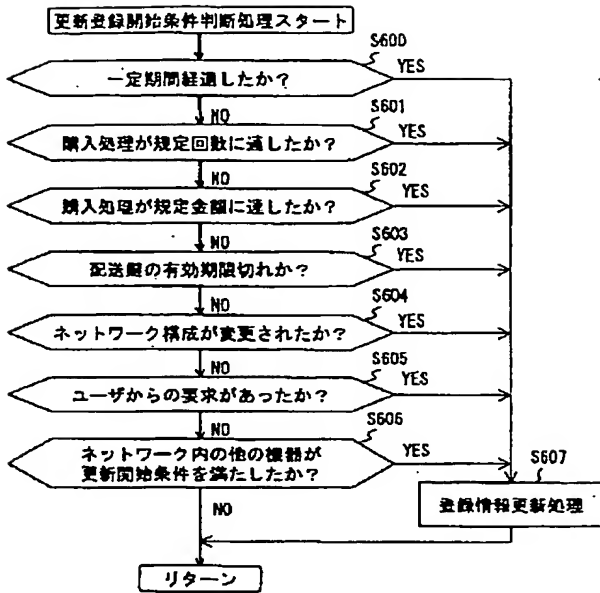 更新登録開始条件判断処理スタート
S600
一定期間経過したか?
YES
NO
S601
購入処理が規定回数に達したか?
YES
NO
S602
購入処理が規定金額に達したか?
YES
NO
S603
配送鍵の有効期限切れか?
YES
NO
S604
ネットワーク構成が変更されたか?
YES
NO
S605
ユーザからの要求があったか?
YES
NO
S606
ネットワーク内の他の機器が
更新開始条件を満たしたか?
YES
NO
S607
登録情報更新処理
リターン